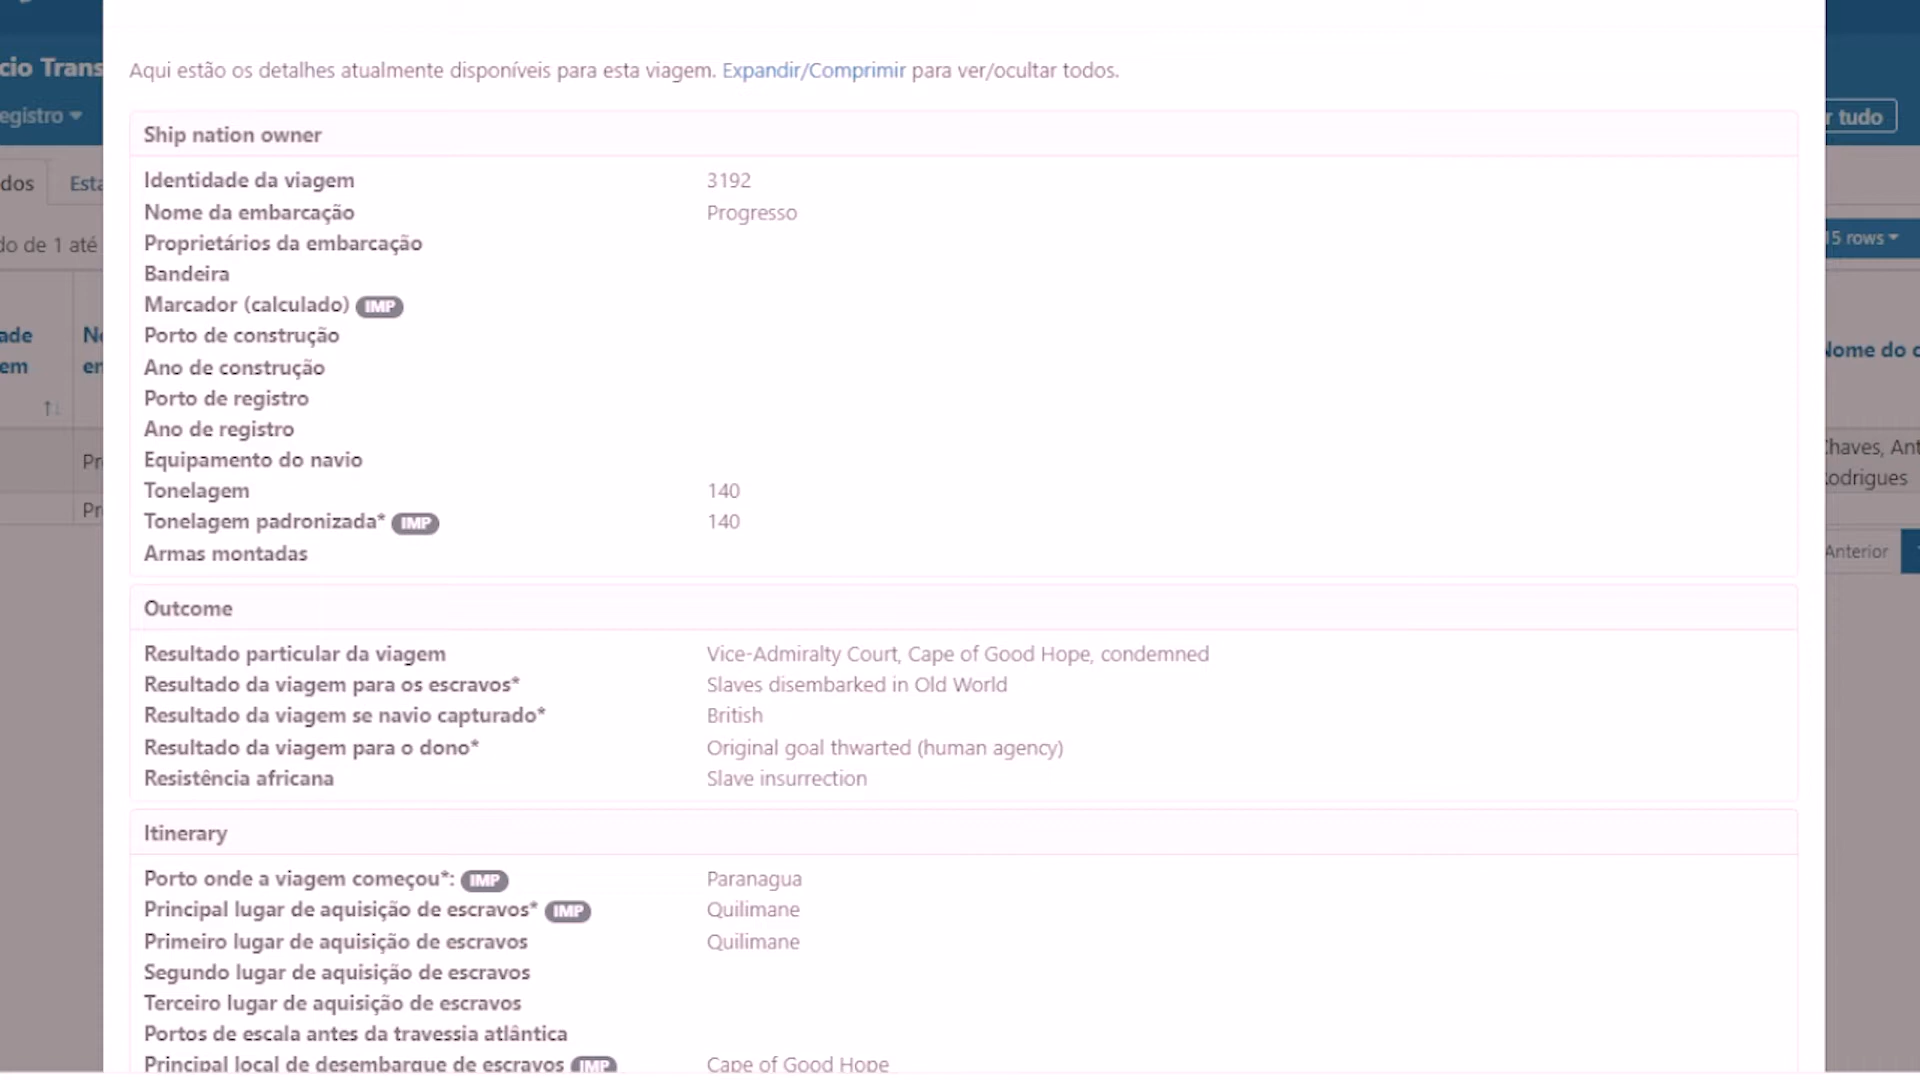 cio Trans
egistro
r tudo
dos
Esta
do de 1 até
15 rows
ade
em
Nome do
Chaves, Ant
Rodrigues
Anterior
Aqui estão os detalhes atualmente disponíveis para esta viagem. Expandir/Comprimir para ver/ocultar todos.
Ship nation owner
Identidade da viagem 3192
Nome da embarcação Progresso
Proprietários da embarcação
Bandeira
Marcador (calculado) IMP
Porto de construção
Ano de construção
Porto de registro
Ano de registro
Equipamento do navio
Tonelagem 140
Tonelagem padronizada* IMP 140
Armas montadas
Outcome
Resultado particular da viagem Vice-Admiralty Court, Cape of Good Hope, condemned
Resultado da viagem para os escravos* Slaves disembarked in Old World
Resultado da viagem se navio capturado* British
Resultado da viagem para o dono* Original goal thwarted (human agency)
Resistência africana Slave insurrection
Itinerary
Porto onde a viagem começou*: IMP Paranagua
Principal lugar de aquisição de escravos* IMP Quilimane
Primeiro lugar de aquisição de escravos Quilimane
Segundo lugar de aquisição de escravos
Terceiro lugar de aquisição de escravos
Portos de escala antes da travessia atlântica
Principal local de desembarque de escravos IMP Cape of Good Hope